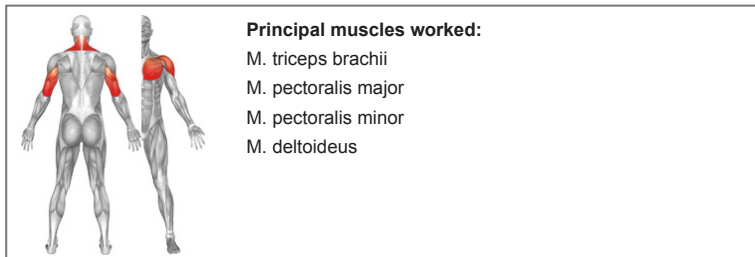 Principal muscles worked:
M. triceps brachii
M. pectoralis major
M. pectoralis minor
M. deltoideus